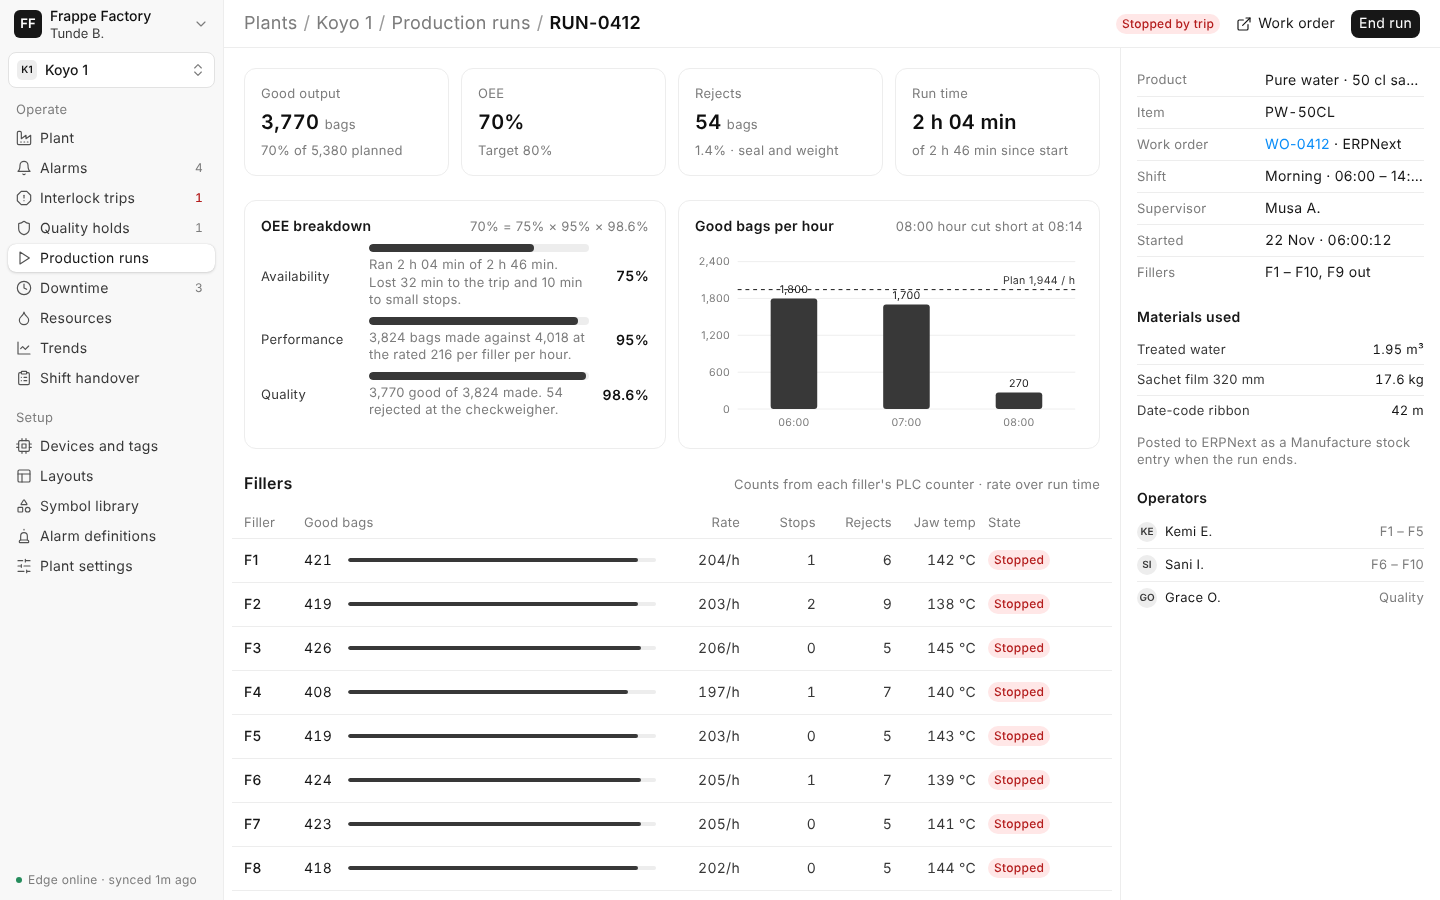 FF
Frappe Factory
Tunde B.
K1 Koyo 1
Operate
Plant
Alarms 4
Interlock trips 1
Quality holds 1
Production runs
Downtime 3
Resources
Trends
Shift handover
Setup
Devices and tags
Layouts
Symbol library
Alarm definitions
Plant settings
Edge online · synced 1m ago
Plants / Koyo 1 / Production runs / RUN-0412
Stopped by trip
Work order
End run
Good output
3,770 bags
70% of 5,380 planned
OEE
70%
Target 80%
Rejects
54 bags
1.4% · seal and weight
Run time
2 h 04 min
of 2 h 46 min since start
OEE breakdown
70% = 75% × 95% × 98.6%
Availability
Ran 2 h 04 min of 2 h 46 min.
Lost 32 min to the trip and 10 min
to small stops.
75%
Performance
3,824 bags made against 4,018 at
the rated 216 per filler per hour.
95%
Quality
3,770 good of 3,824 made. 54
rejected at the checkweigher.
98.6%
Good bags per hour
08:00 hour cut short at 08:14
2,400
1,800
1,200
600
0
Plan 1,944 / h
1,800
1,700
270
06:00
07:00
08:00
Fillers
Counts from each filler's PLC counter · rate over run time
Filler Good bags Rate Stops Rejects Jaw temp State
F1 421 204/h 1 6 142 °C Stopped
F2 419 203/h 2 9 138 °C Stopped
F3 426 206/h 0 5 145 °C Stopped
F4 408 197/h 1 7 140 °C Stopped
F5 419 203/h 0 5 143 °C Stopped
F6 424 205/h 1 7 139 °C Stopped
F7 423 205/h 0 5 141 °C Stopped
F8 418 202/h 0 5 144 °C Stopped
Product Pure water · 50 cl sa…
Item PW-50CL
Work order WO-0412 · ERPNext
Shift Morning · 06:00 – 14:…
Supervisor Musa A.
Started 22 Nov · 06:00:12
Fillers F1 – F10, F9 out
Materials used
Treated water 1.95 m³
Sachet film 320 mm 17.6 kg
Date-code ribbon 42 m
Posted to ERPNext as a Manufacture stock
entry when the run ends.
Operators
KE Kemi E. F1 – F5
SI Sani I. F6 – F10
GO Grace O. Quality